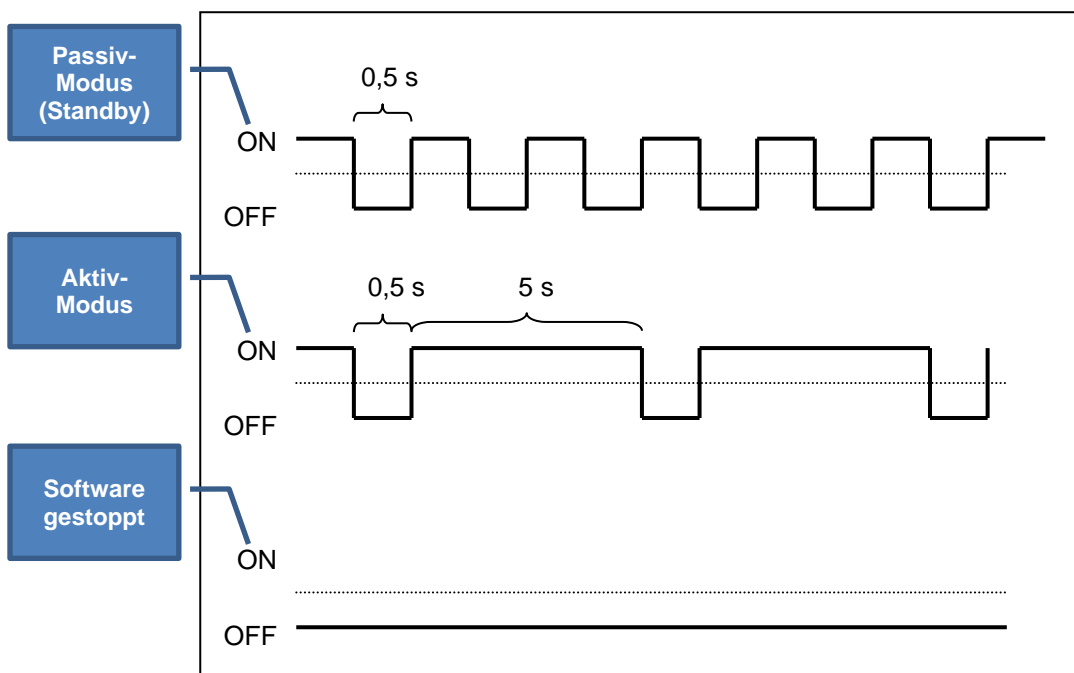 Passiv-
Modus
(Standby)
0,5 s
ON
OFF
Aktiv-
Modus
0,5 s
5 s
ON
OFF
Software
gestoppt
ON
OFF